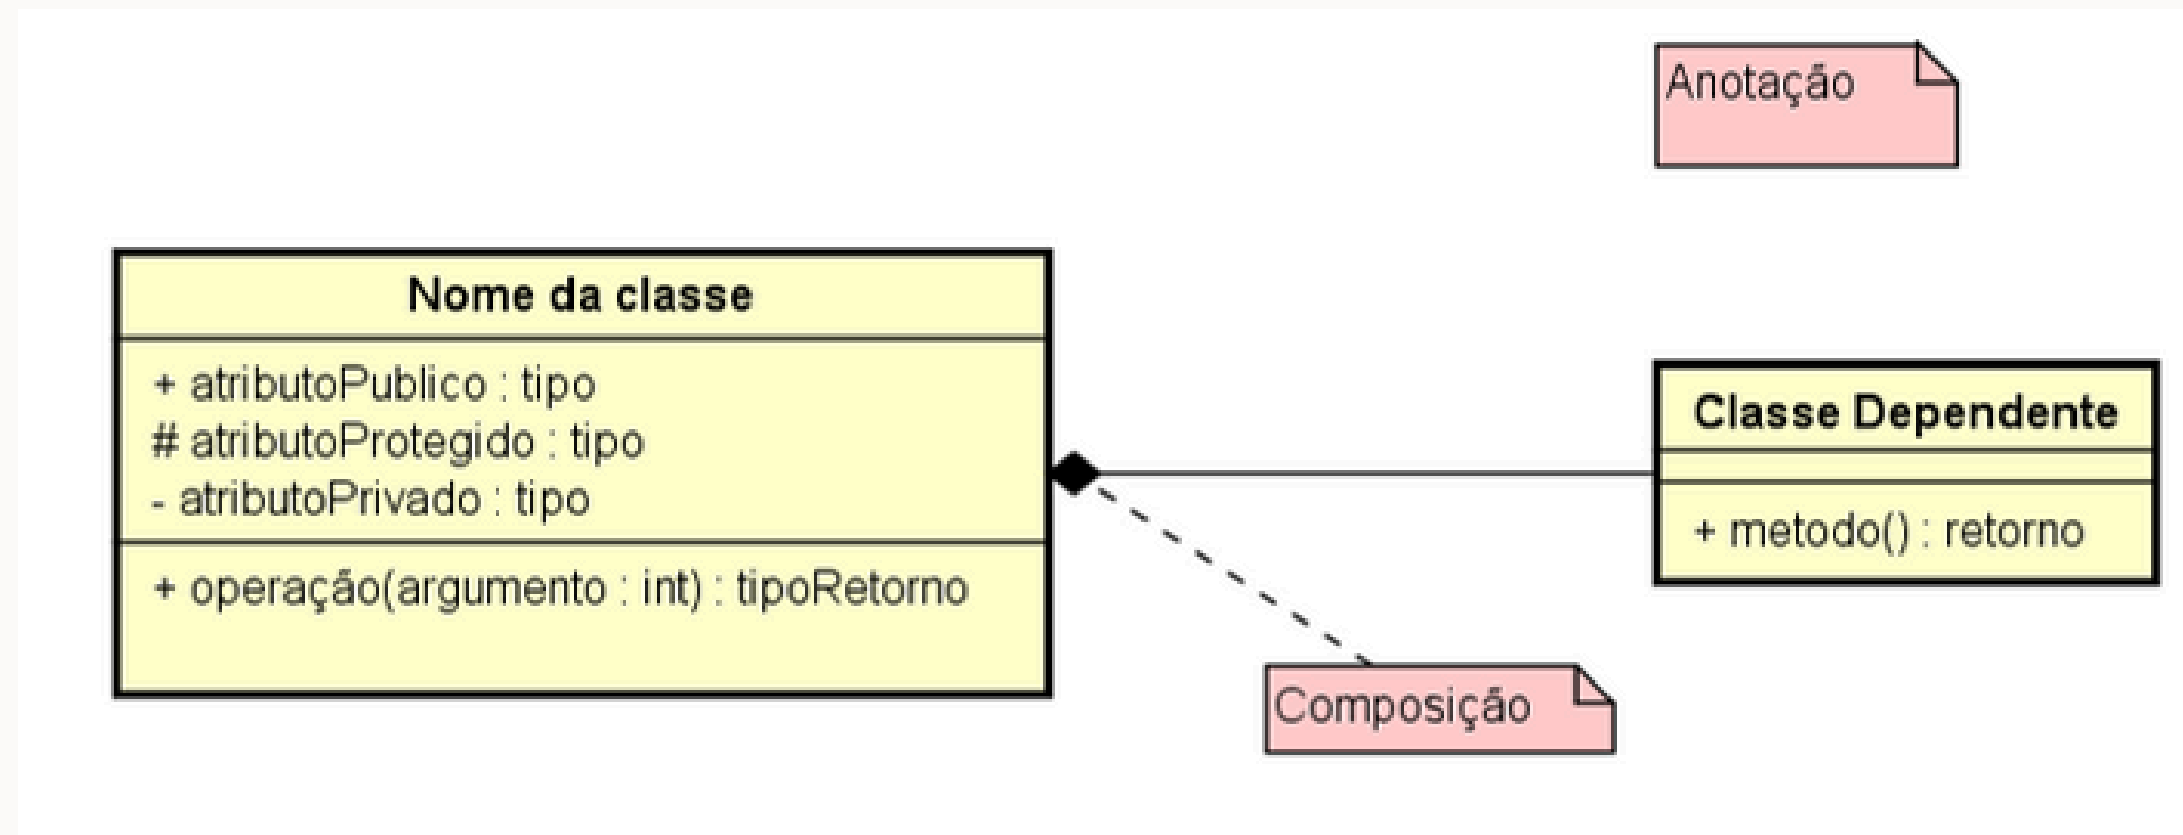 Anotação
Nome da classe
+ atributoPublico : tipo
# atributoProtegido : tipo
- atributoPrivado : tipo
+ operação(argumento : int) : tipoRetorno
Classe Dependente
+ metodo() : retorno
Composição